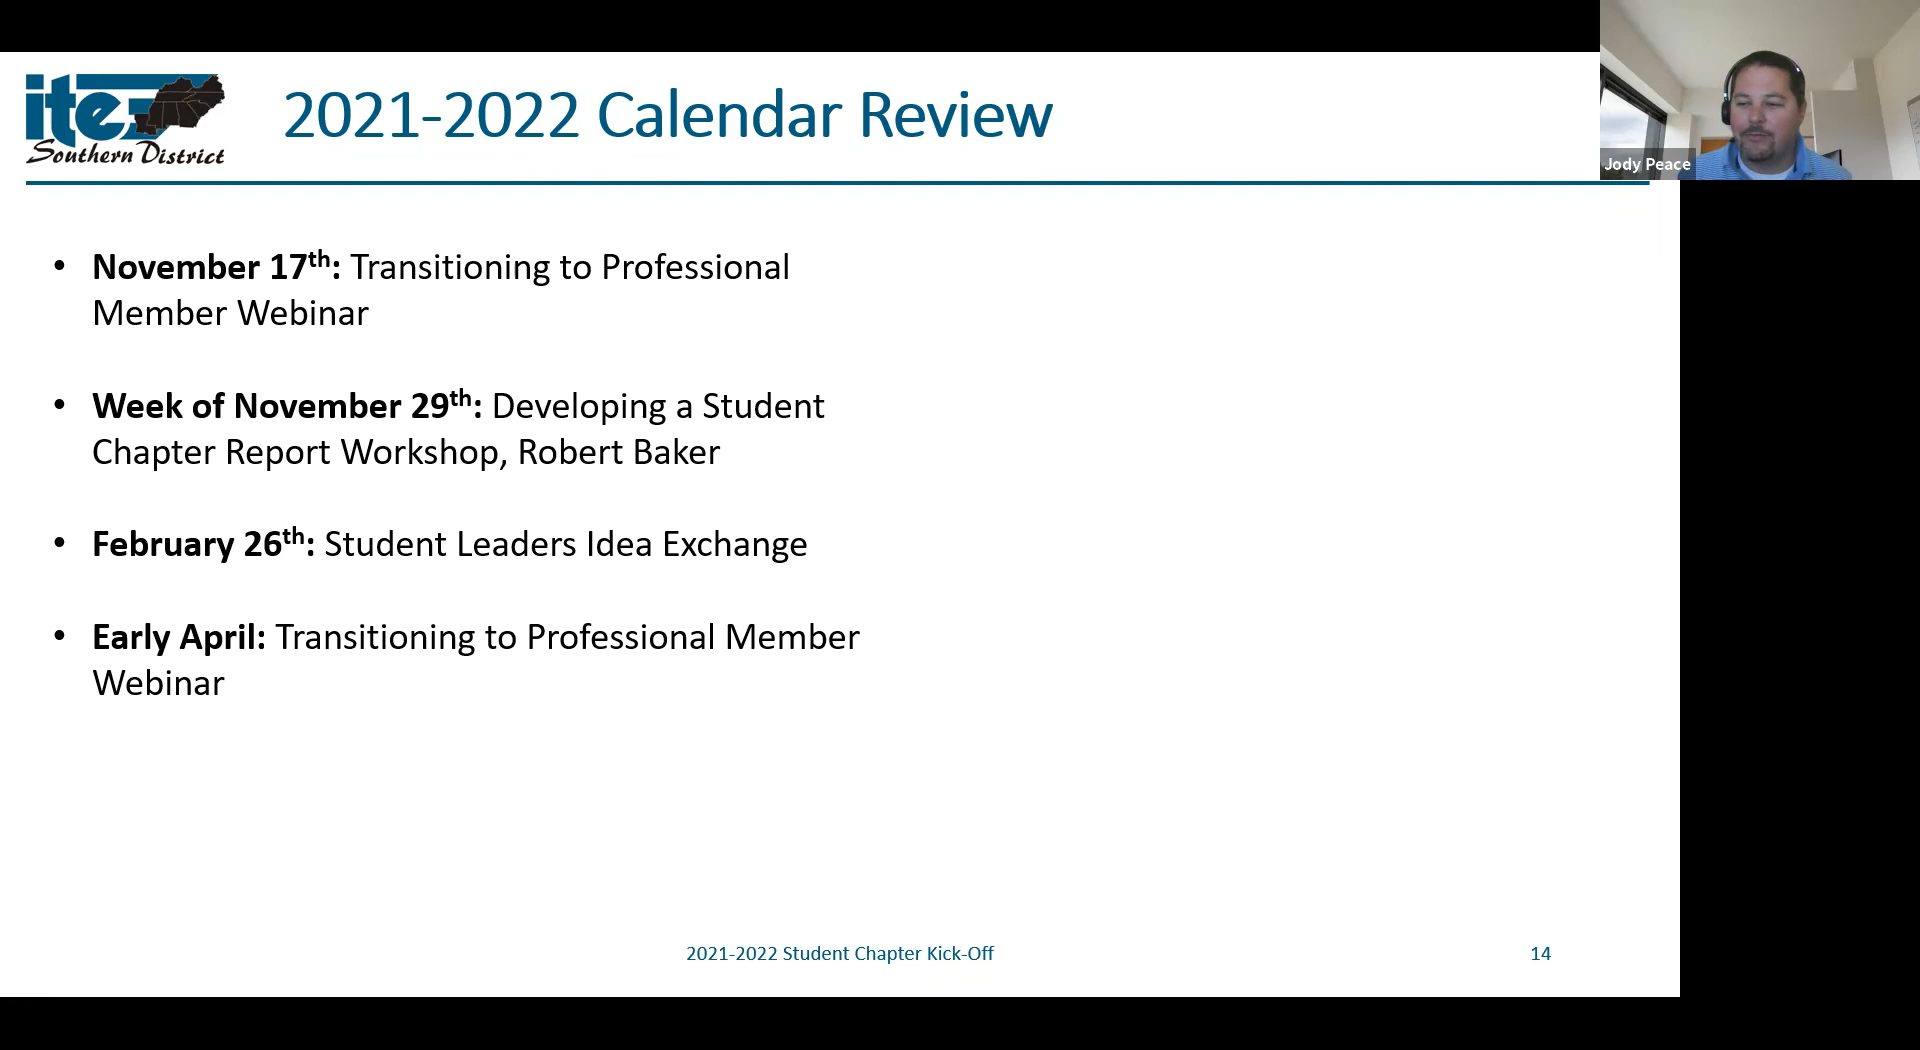 ite
Southern District
2021-2022 Calendar Review
Jody Peace
• November 17th: Transitioning to Professional
Member Webinar
• Week of November 29th: Developing a Student
Chapter Report Workshop, Robert Baker
• February 26th: Student Leaders Idea Exchange
• Early April: Transitioning to Professional Member
Webinar
2021-2022 Student Chapter Kick-Off
14